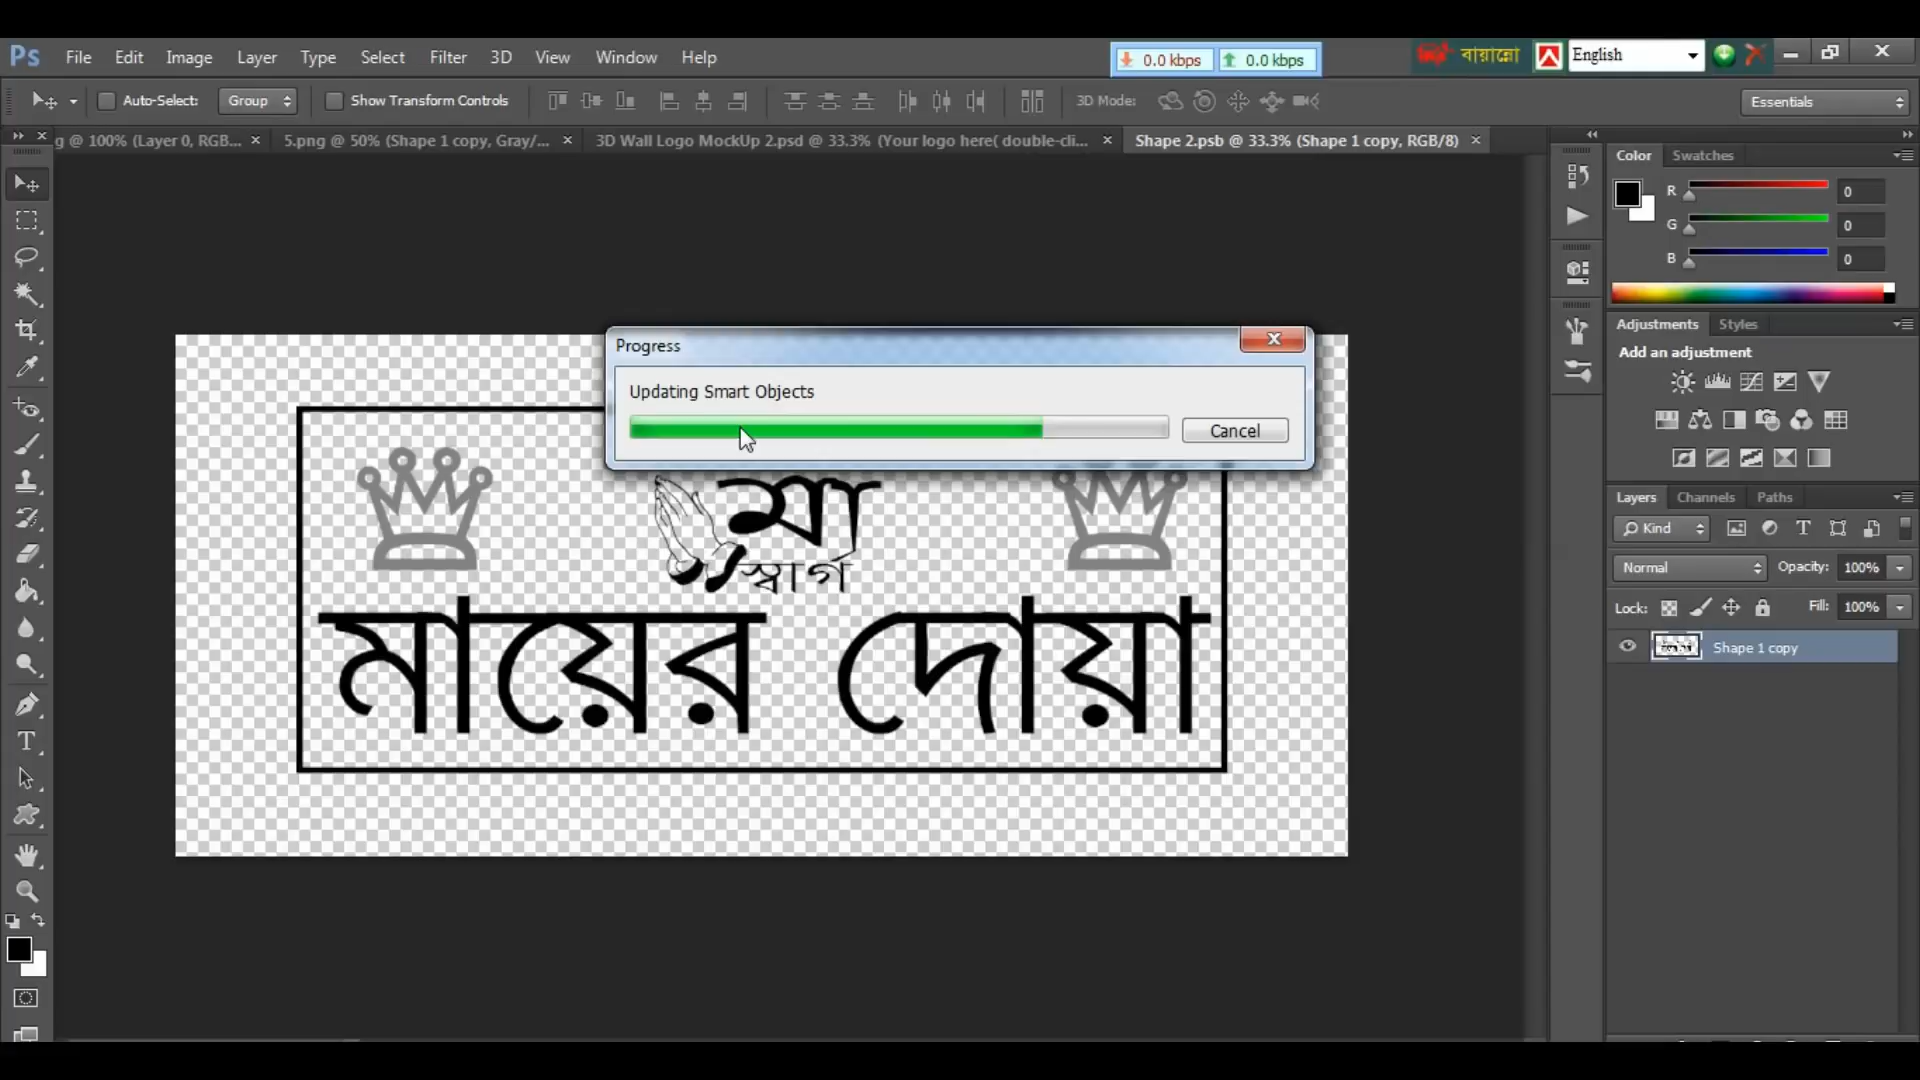 Ps File Edit Image Layer Type Select Filter 3D View Window Help
0.0 kbps 0.0 kbps
বায়ান্নো English
Auto-Select: Group Show Transform Controls 3D Mode: Essentials
g @ 100% (Layer 0, RGB... 5.png @ 50% (Shape 1 copy, Gray/... 3D Wall Logo MockUp 2.psd @ 33.3% (Your logo here( double-cli... Shape 2.psb @ 33.3% (Shape 1 copy, RGB/8)
Color Swatches
R 0
G 0
B 0
Adjustments Styles
Add an adjustment
Progress
Updating Smart Objects
Cancel
মা
স্বর্গ
মায়ের দোয়া
Layers Channels Paths
Kind
Normal Opacity: 100%
Lock: Fill: 100%
Shape 1 copy